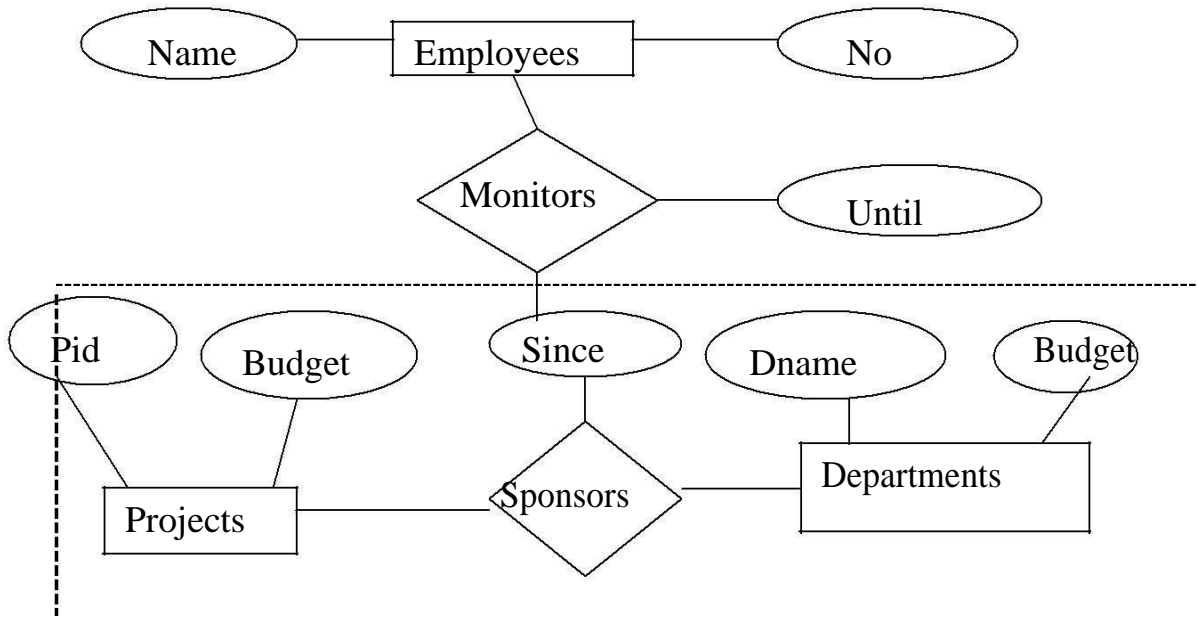 Name
Employees
No
Monitors
Until
Pid
Budget
Since
Dname
Budget
Projects
Sponsors
Departments